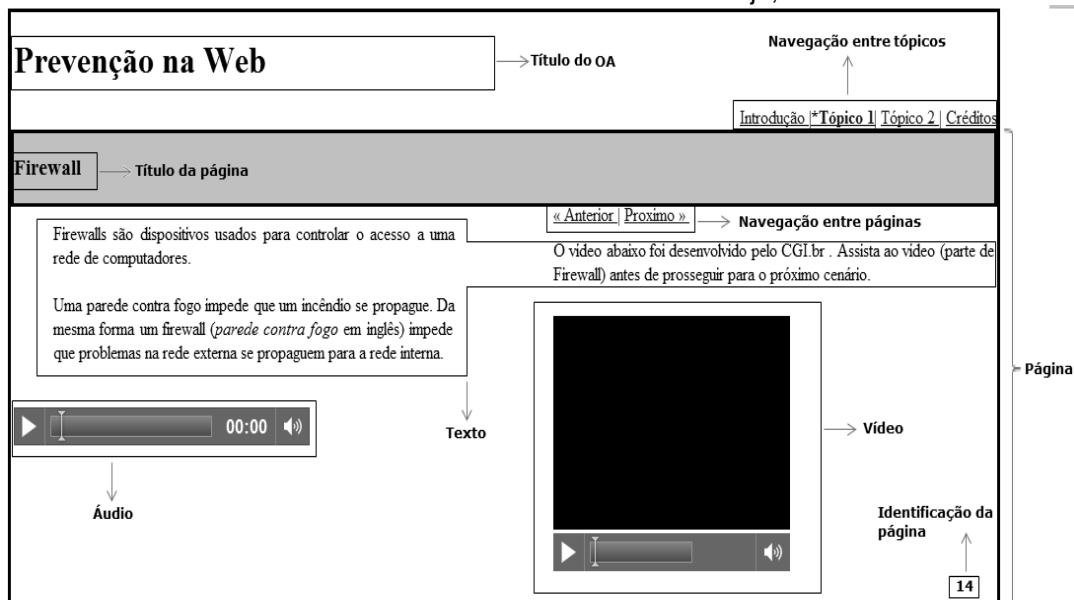 Prevenção na Web
Título do OA
Navegação entre tópicos
Introdução |*Tópico 1| Tópico 2 | Créditos
Firewall
Título da página
« Anterior | Proximo »
Navegação entre páginas
Firewalls são dispositivos usados para controlar o acesso a uma
rede de computadores.
Uma parede contra fogo impede que um incêndio se propague. Da
mesma forma um firewall (parede contra fogo em inglês) impede
que problemas na rede externa se propaguem para a rede interna.
O video abaixo foi desenvolvido pelo CGI.br . Assista ao video (parte de
Firewall) antes de prosseguir para o próximo cenário.
Página
00:00
Texto
Vídeo
Áudio
Identificação da
página
14